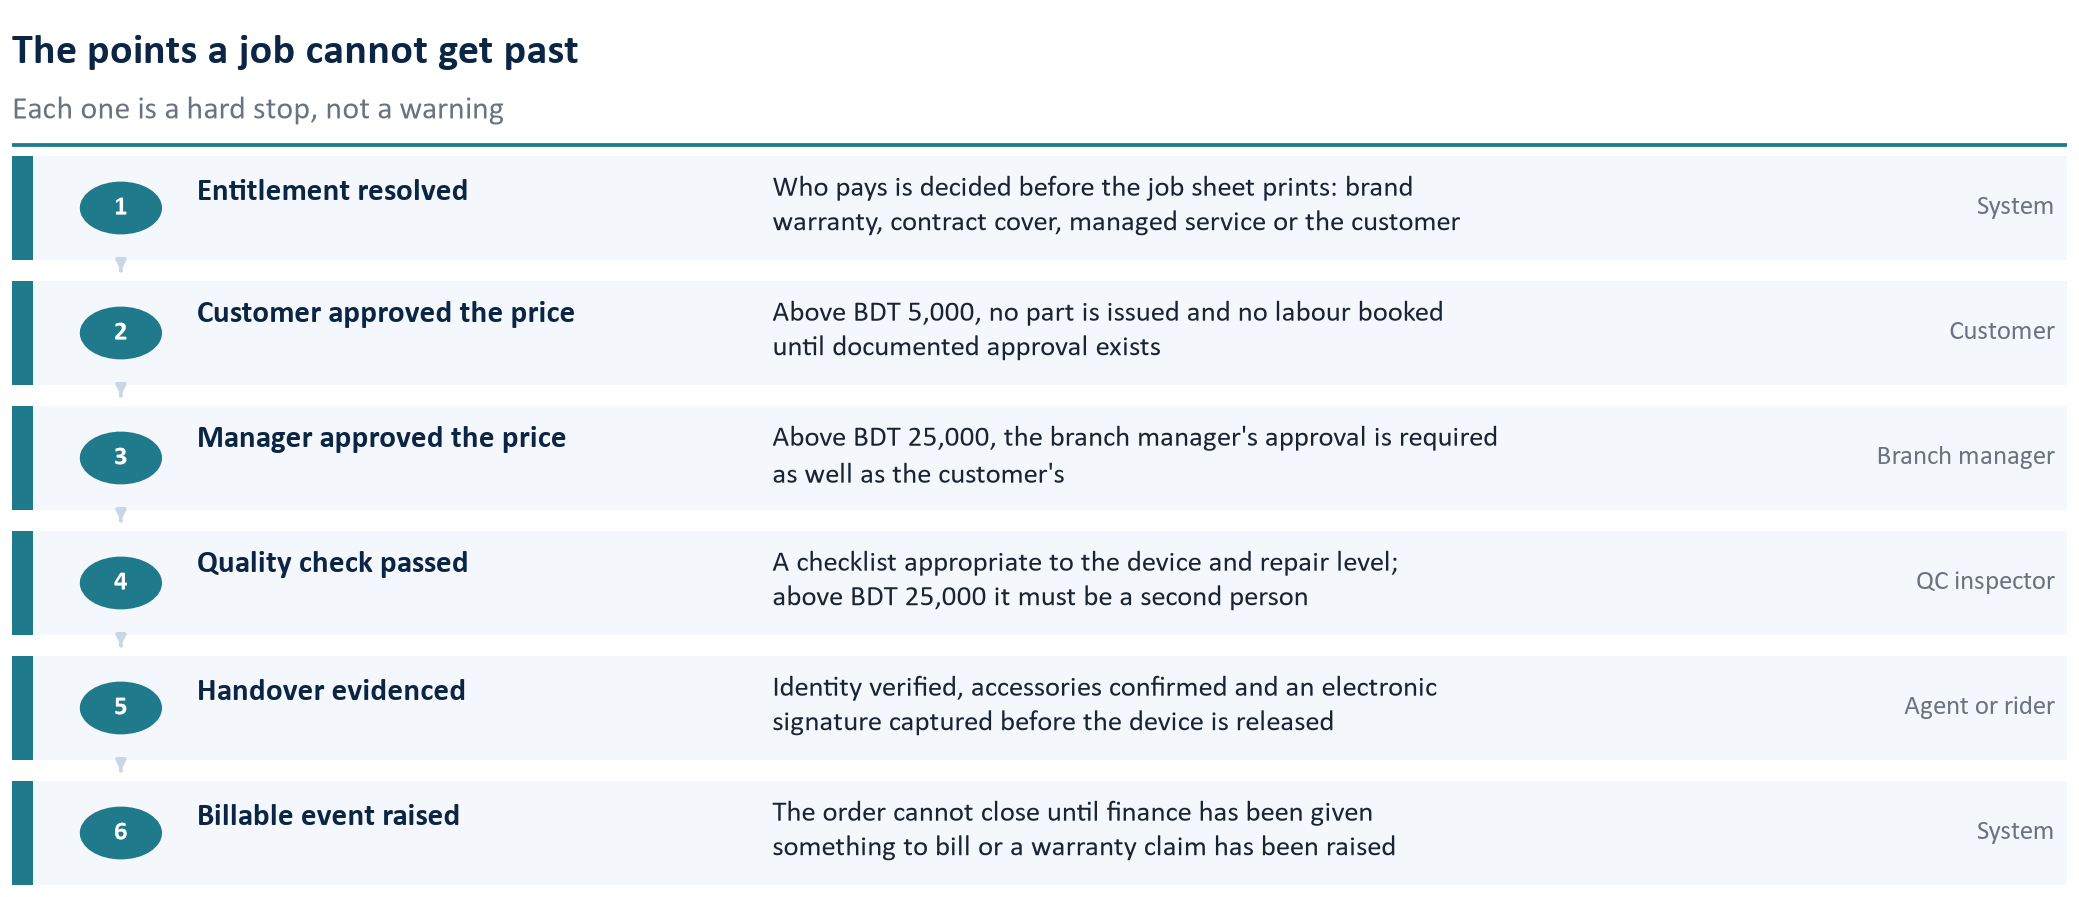 The points a job cannot get past
Each one is a hard stop, not a warning
1
Entitlement resolved
Who pays is decided before the job sheet prints: brand
warranty, contract cover, managed service or the customer
System
2
Customer approved the price
Above BDT 5,000, no part is issued and no labour booked
until documented approval exists
Customer
3
Manager approved the price
Above BDT 25,000, the branch manager's approval is required
as well as the customer's
Branch manager
4
Quality check passed
A checklist appropriate to the device and repair level;
above BDT 25,000 it must be a second person
QC inspector
5
Handover evidenced
Identity verified, accessories confirmed and an electronic
signature captured before the device is released
Agent or rider
6
Billable event raised
The order cannot close until finance has been given
something to bill or a warranty claim has been raised
System